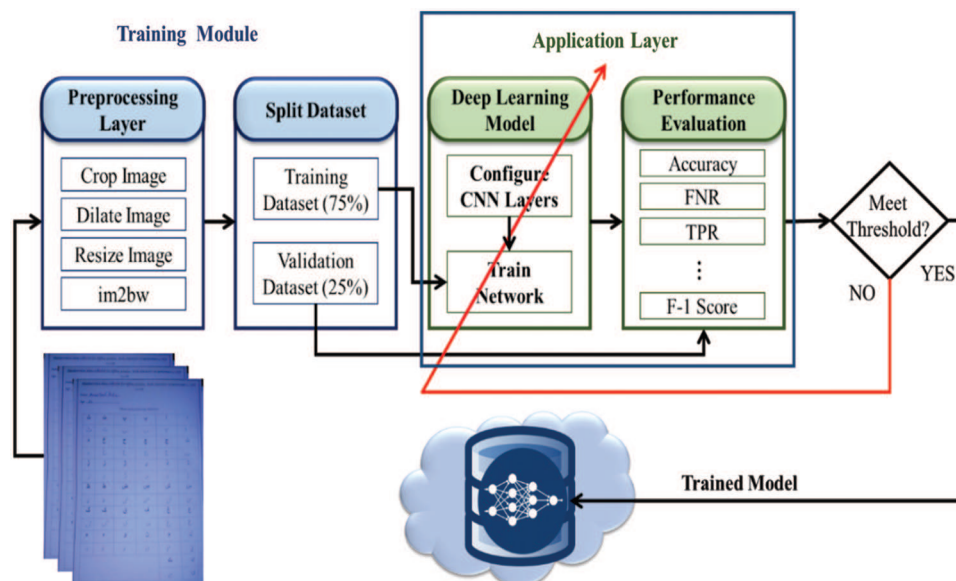 Training Module
Application Layer
Preprocessing
Layer
Crop Image
Dilate Image
Resize Image
im2bw
Split Dataset
Training
Dataset (75%)
Validation
Dataset (25%)
Deep Learning
Model
Configure
CNN Layers
Train
Network
Performance
Evaluation
Accuracy
FNR
TPR
⋮
F-1 Score
Meet
Threshold?
NO
YES
Trained Model